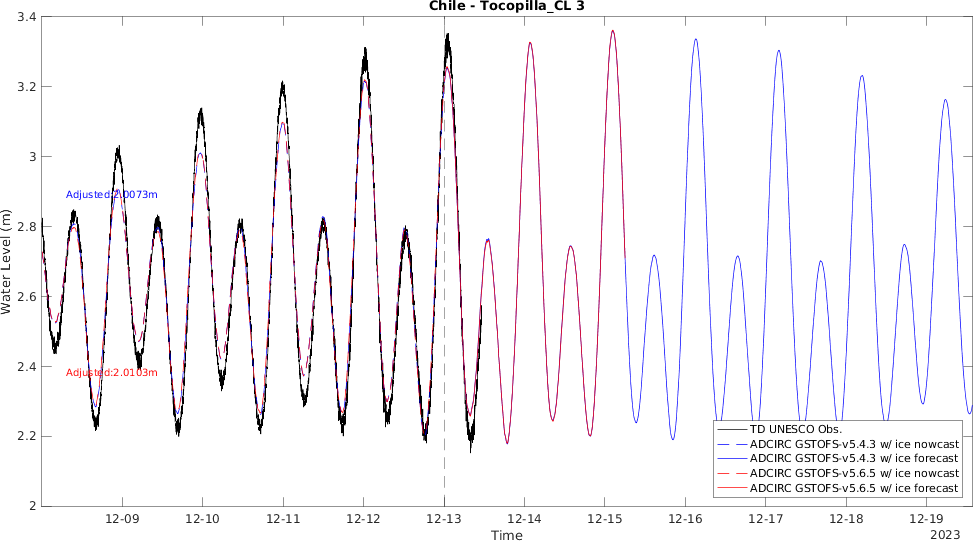 Chile - Tocopilla_CL 3
3.4
3.2
3
2.8
2.6
2.4
2.2
2
Water Level (m)
Adjusted:2.0073m
Adjusted:2.0103m
TD UNESCO Obs.
ADCIRC GSTOFS-v5.4.3 w/ ice nowcast
ADCIRC GSTOFS-v5.4.3 w/ ice forecast
ADCIRC GSTOFS-v5.6.5 w/ ice nowcast
ADCIRC GSTOFS-v5.6.5 w/ ice forecast
12-09 12-10 12-11 12-12 12-13 12-14 12-15 12-16 12-17 12-18 12-19
Time
2023